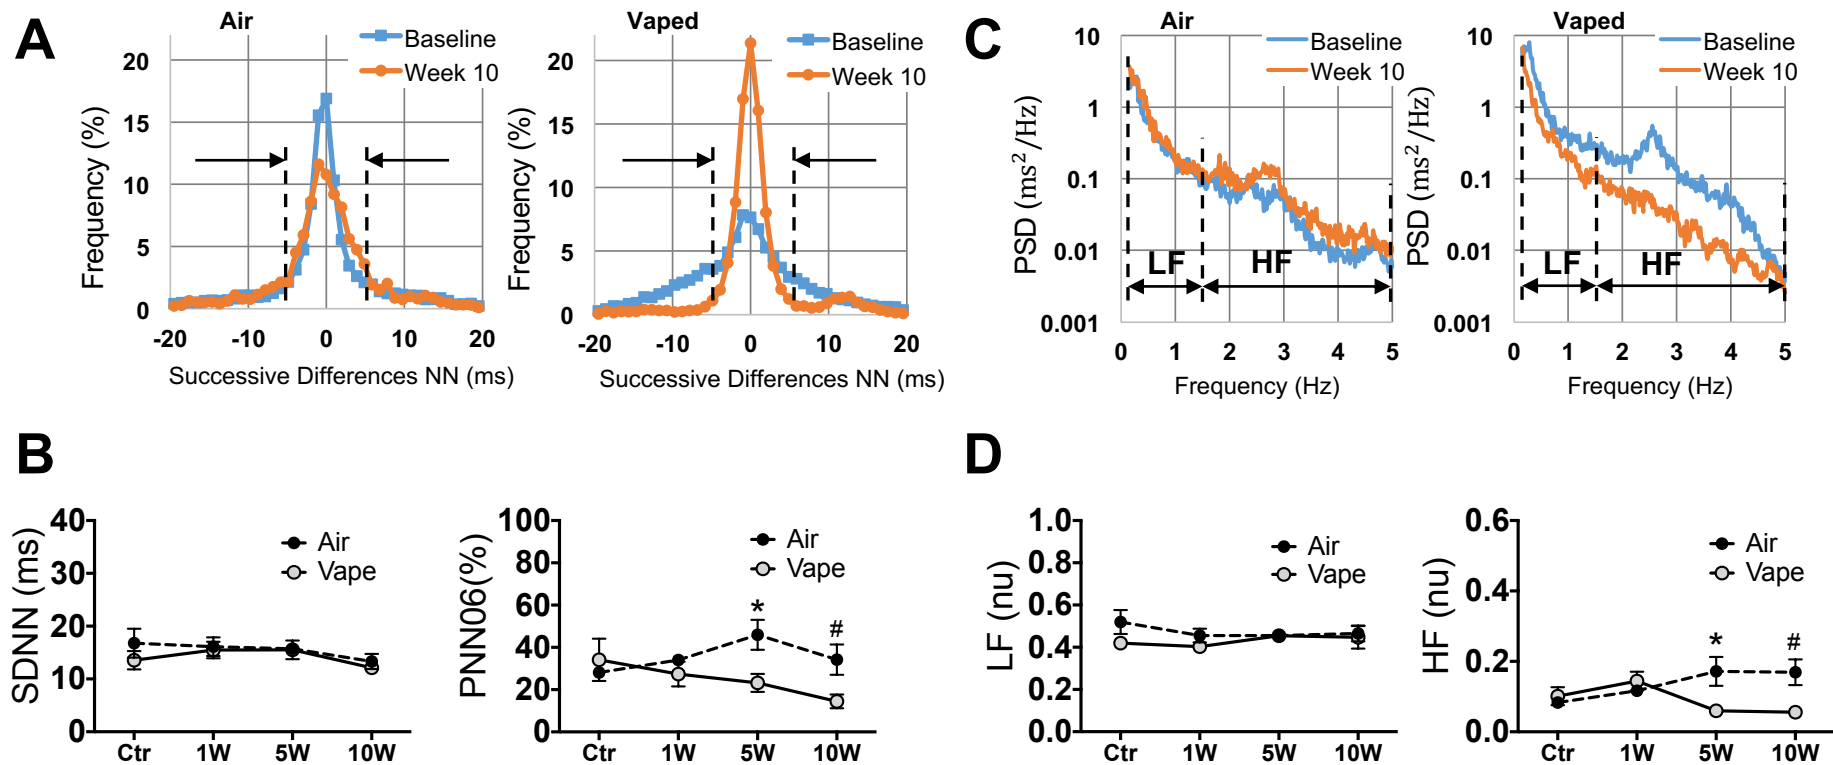 A
Air
Baseline
Week 10
Frequency (%)
20
15
10
5
0
-20 -10 0 10 20
Successive Differences NN (ms)
Vaped
Baseline
Week 10
Frequency (%)
20
15
10
5
0
-20 -10 0 10 20
Successive Differences NN (ms)
C
Air
Baseline
Week 10
PSD (ms²/Hz)
10
1
0.1
0.01
0.001
LF HF
0 1 2 3 4 5
Frequency (Hz)
Vaped
Baseline
Week 10
PSD (ms²/Hz)
10
1
0.1
0.01
0.001
LF HF
0 1 2 3 4 5
Frequency (Hz)
B
SDNN (ms)
40
30
20
10
0
Air
Vape
Ctr 1W 5W 10W
PNN06(%)
100
80
60
40
20
0
Air
Vape
*
#
Ctr 1W 5W 10W
D
LF (nu)
1.0
0.8
0.6
0.4
0.2
0.0
Air
Vape
Ctr 1W 5W 10W
HF (nu)
0.6
0.4
0.2
0.0
Air
Vape
*
#
Ctr 1W 5W 10W